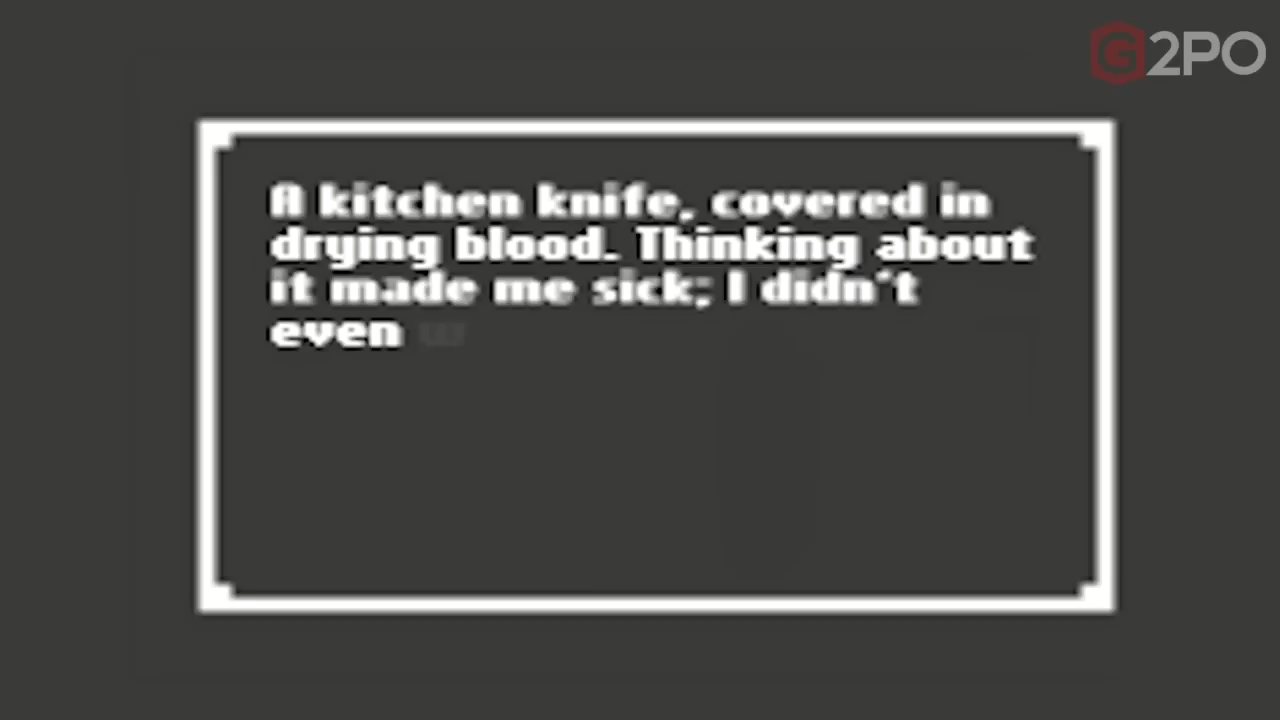 G2PO
A kitchen knife, covered in
drying blood. Thinking about
it made me sick; I didn't
even